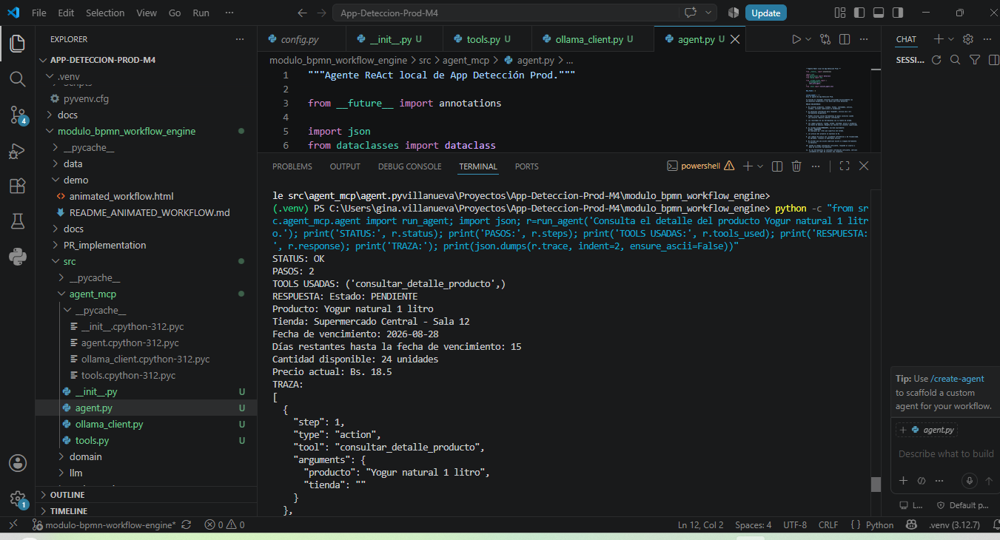 File Edit Selection View Go Run ···
App-Deteccion-Prod-M4
Update
EXPLORER
APP-DETECCION-PROD-M4
.venv
Scripts
pyvenv.cfg
docs
modulo_bpmn_workflow_engine
__pycache__
data
demo
animated_workflow.html
README_ANIMATED_WORKFLOW.md
docs
PR_implementation
src
__pycache__
agent_mcp
__pycache__
__init__.cpython-312.pyc
agent.cpython-312.pyc
ollama_client.cpython-312.pyc
tools.cpython-312.pyc
__init__.py U
agent.py U
ollama_client.py U
tools.py U
domain
llm
OUTLINE
TIMELINE
config.py
__init__.py U
tools.py U
ollama_client.py U
agent.py U
modulo_bpmn_workflow_engine > src > agent_mcp > agent.py > ...
1 """Agente ReAct local de App Detección Prod."""
2
3 from __future__ import annotations
4
5 import json
6 from dataclasses import dataclass
PROBLEMS OUTPUT DEBUG CONSOLE TERMINAL PORTS
powershell
le src\agent_mcp\agent.pyvillanueva\Proyectos\App-Deteccion-Prod-M4\modulo_bpmn_workflow_engine>
(.venv) PS C:\Users\gina.villanueva\Proyectos\App-Deteccion-Prod-M4\modulo_bpmn_workflow_engine> python -c "from sr
c.agent_mcp.agent import run_agent; import json; r=run_agent('Consulta el detalle del producto Yogur natural 1 litr
o.'); print('STATUS:', r.status); print('PASOS:', r.steps); print('TOOLS USADAS:', r.tools_used); print('RESPUESTA:
', r.response); print('TRAZA:'); print(json.dumps(r.trace, indent=2, ensure_ascii=False))"
STATUS: OK
PASOS: 2
TOOLS USADAS: ('consultar_detalle_producto',)
RESPUESTA: Estado: PENDIENTE
Producto: Yogur natural 1 litro
Tienda: Supermercado Central - Sala 12
Fecha de vencimiento: 2026-08-28
Días restantes hasta la fecha de vencimiento: 15
Cantidad disponible: 24 unidades
Precio actual: Bs. 18.5
TRAZA:
[
{
"step": 1,
"type": "action",
"tool": "consultar_detalle_producto",
"arguments": {
"producto": "Yogur natural 1 litro",
"tienda": ""
}
},
CHAT
SESSI...
Tip: Use /create-agent
to scaffold a custom
agent for your workflow.
agent.py
Describe what to build
L...
Default p...
4
1
modulo-bpmn-workflow-engine*
0 0
Ln 12, Col 2 Spaces: 4 UTF-8 CRLF { } Python .venv (3.12.7)